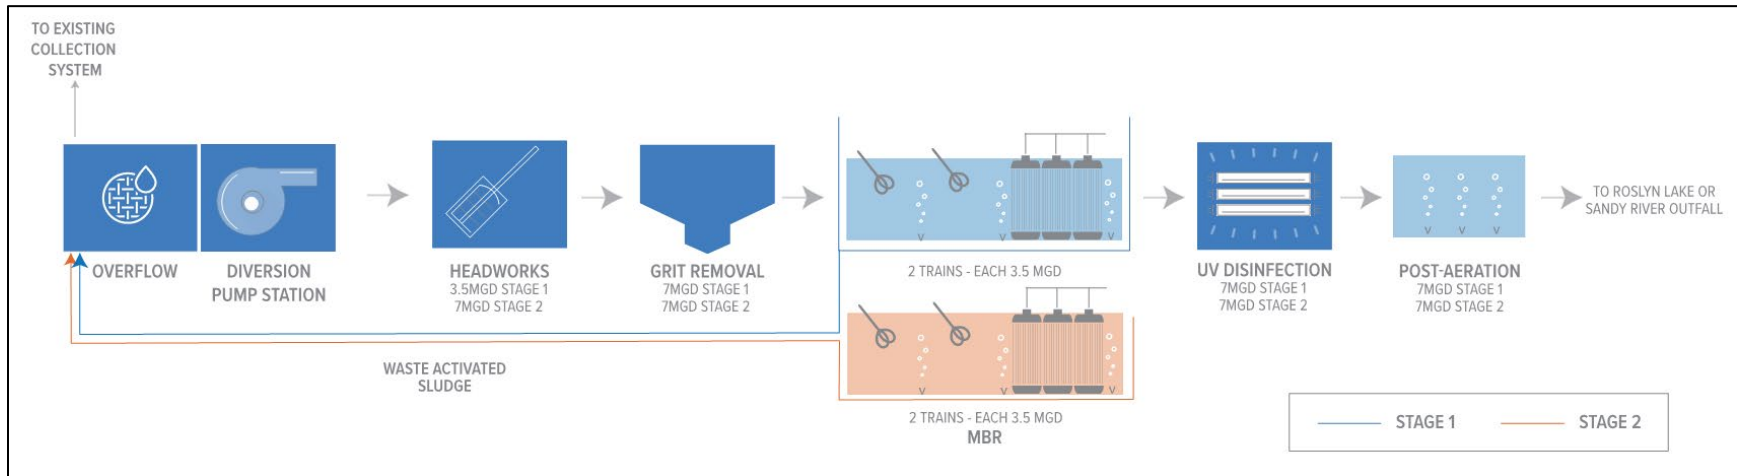 TO EXISTING
COLLECTION
SYSTEM
OVERFLOW
DIVERSION
PUMP STATION
HEADWORKS
3.5MGD STAGE 1
7MGD STAGE 2
GRIT REMOVAL
7MGD STAGE 1
7MGD STAGE 2
2 TRAINS - EACH 3.5 MGD
2 TRAINS - EACH 3.5 MGD
MBR
UV DISINFECTION
7MGD STAGE 1
7MGD STAGE 2
POST-AERATION
7MGD STAGE 1
7MGD STAGE 2
TO ROSLYN LAKE OR
SANDY RIVER OUTFALL
WASTE ACTIVATED
SLUDGE
STAGE 1
STAGE 2